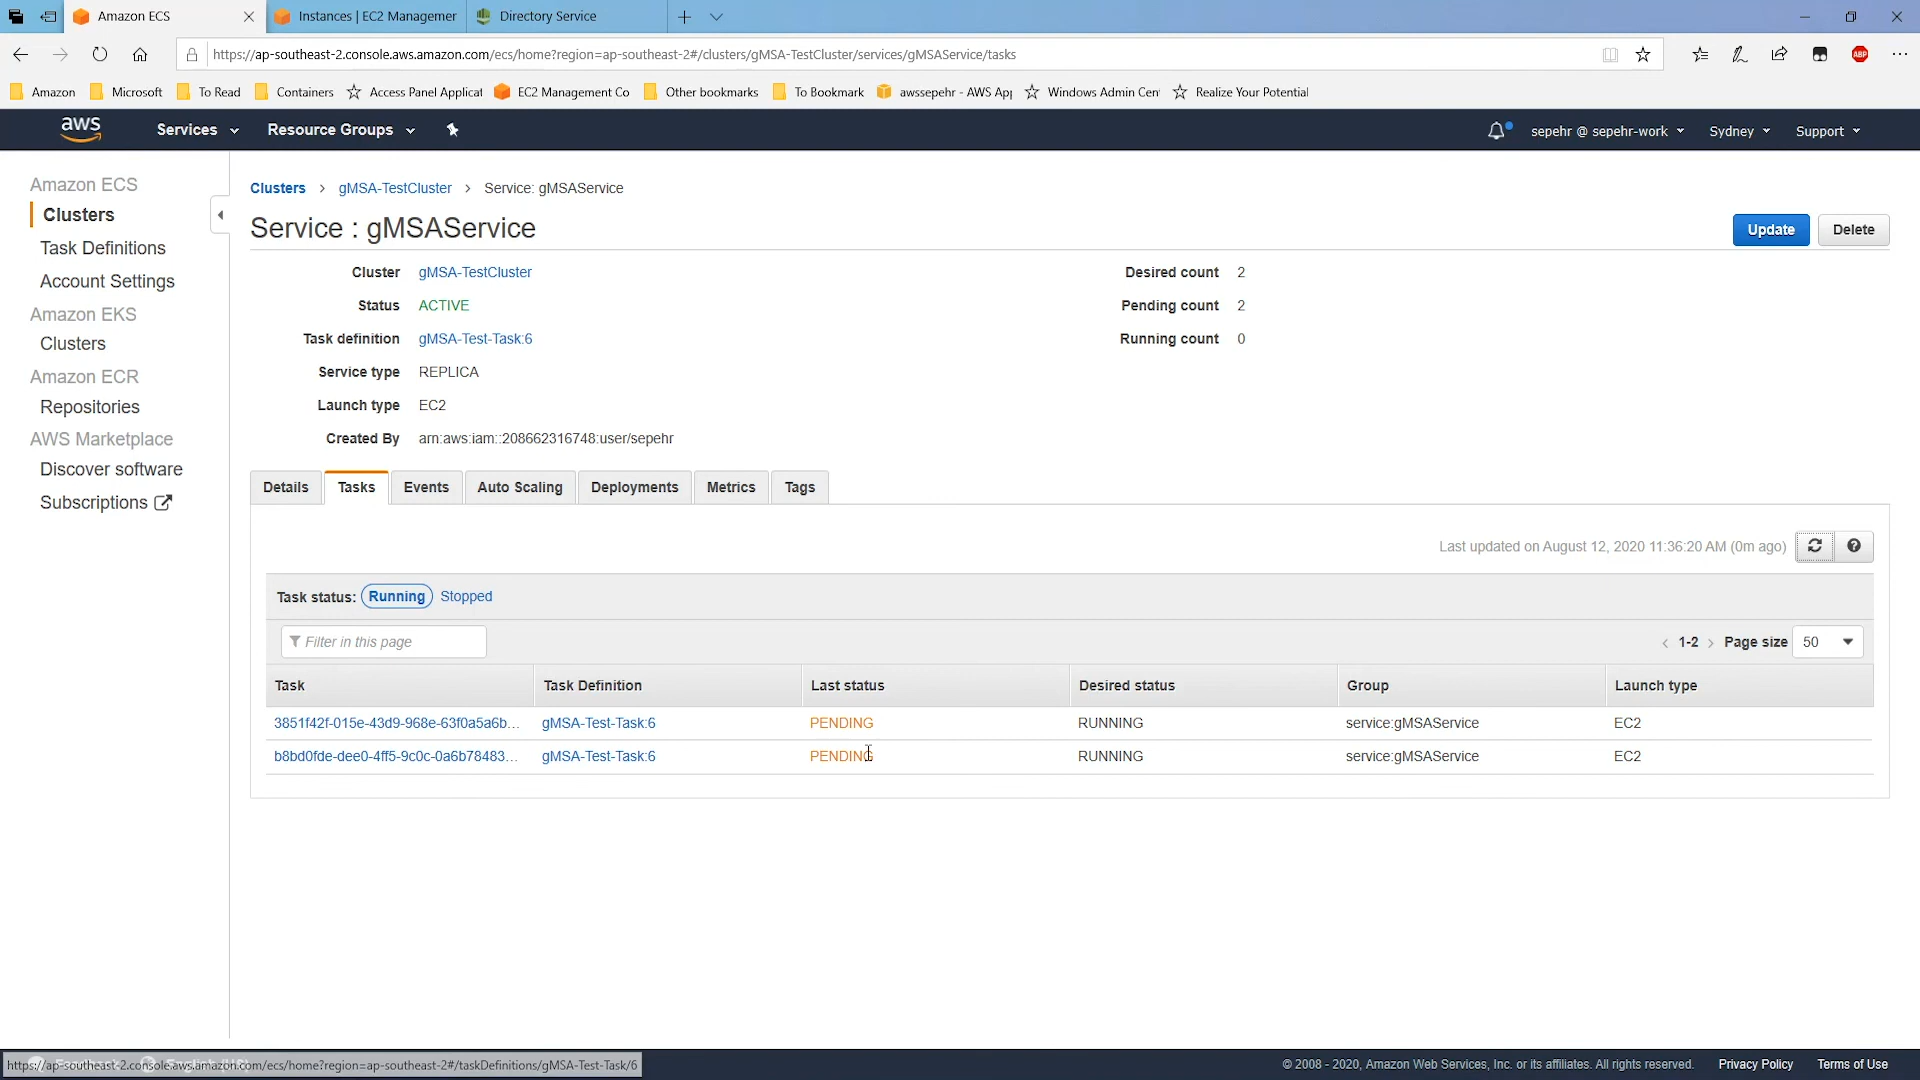 Amazon ECS
Instances | EC2 Managemer
Directory Service
https://ap-southeast-2.console.aws.amazon.com/ecs/home?region=ap-southeast-2#/clusters/gMSA-TestCluster/services/gMSAService/tasks
ABP
Amazon
Microsoft
To Read
Containers
Access Panel Applicat
EC2 Management Co
Other bookmarks
To Bookmark
awssepehr - AWS Ap
Windows Admin Cen
Realize Your Potential
aws
Services
Resource Groups
sepehr @ sepehr-work
Sydney
Support
Amazon ECS
Clusters
Task Definitions
Account Settings
Amazon EKS
Clusters
Amazon ECR
Repositories
AWS Marketplace
Discover software
Subscriptions
Clusters > gMSA-TestCluster > Service: gMSAService
Service : gMSAService
Update
Delete
Cluster gMSA-TestCluster
Status ACTIVE
Task definition gMSA-Test-Task:6
Service type REPLICA
Launch type EC2
Created By arn:aws:iam::208662316748:user/sepehr
Desired count 2
Pending count 2
Running count 0
Details
Tasks
Events
Auto Scaling
Deployments
Metrics
Tags
Last updated on August 12, 2020 11:36:20 AM (0m ago)
Task status: Running Stopped
Filter in this page
< 1-2 > Page size 50
Task Task Definition Last status Desired status Group Launch type
3851f42f-015e-43d9-968e-63f0a5a6b... gMSA-Test-Task:6 PENDING RUNNING service:gMSAService EC2
b8bd0fde-dee0-4ff5-9c0c-0a6b78483... gMSA-Test-Task:6 PENDING RUNNING service:gMSAService EC2
https://ap-southeast-2.console.aws.amazon.com/ecs/home?region=ap-southeast-2#/taskDefinitions/gMSA-Test-Task/6
© 2008 - 2020, Amazon Web Services, Inc. or its affiliates. All rights reserved.
Privacy Policy
Terms of Use